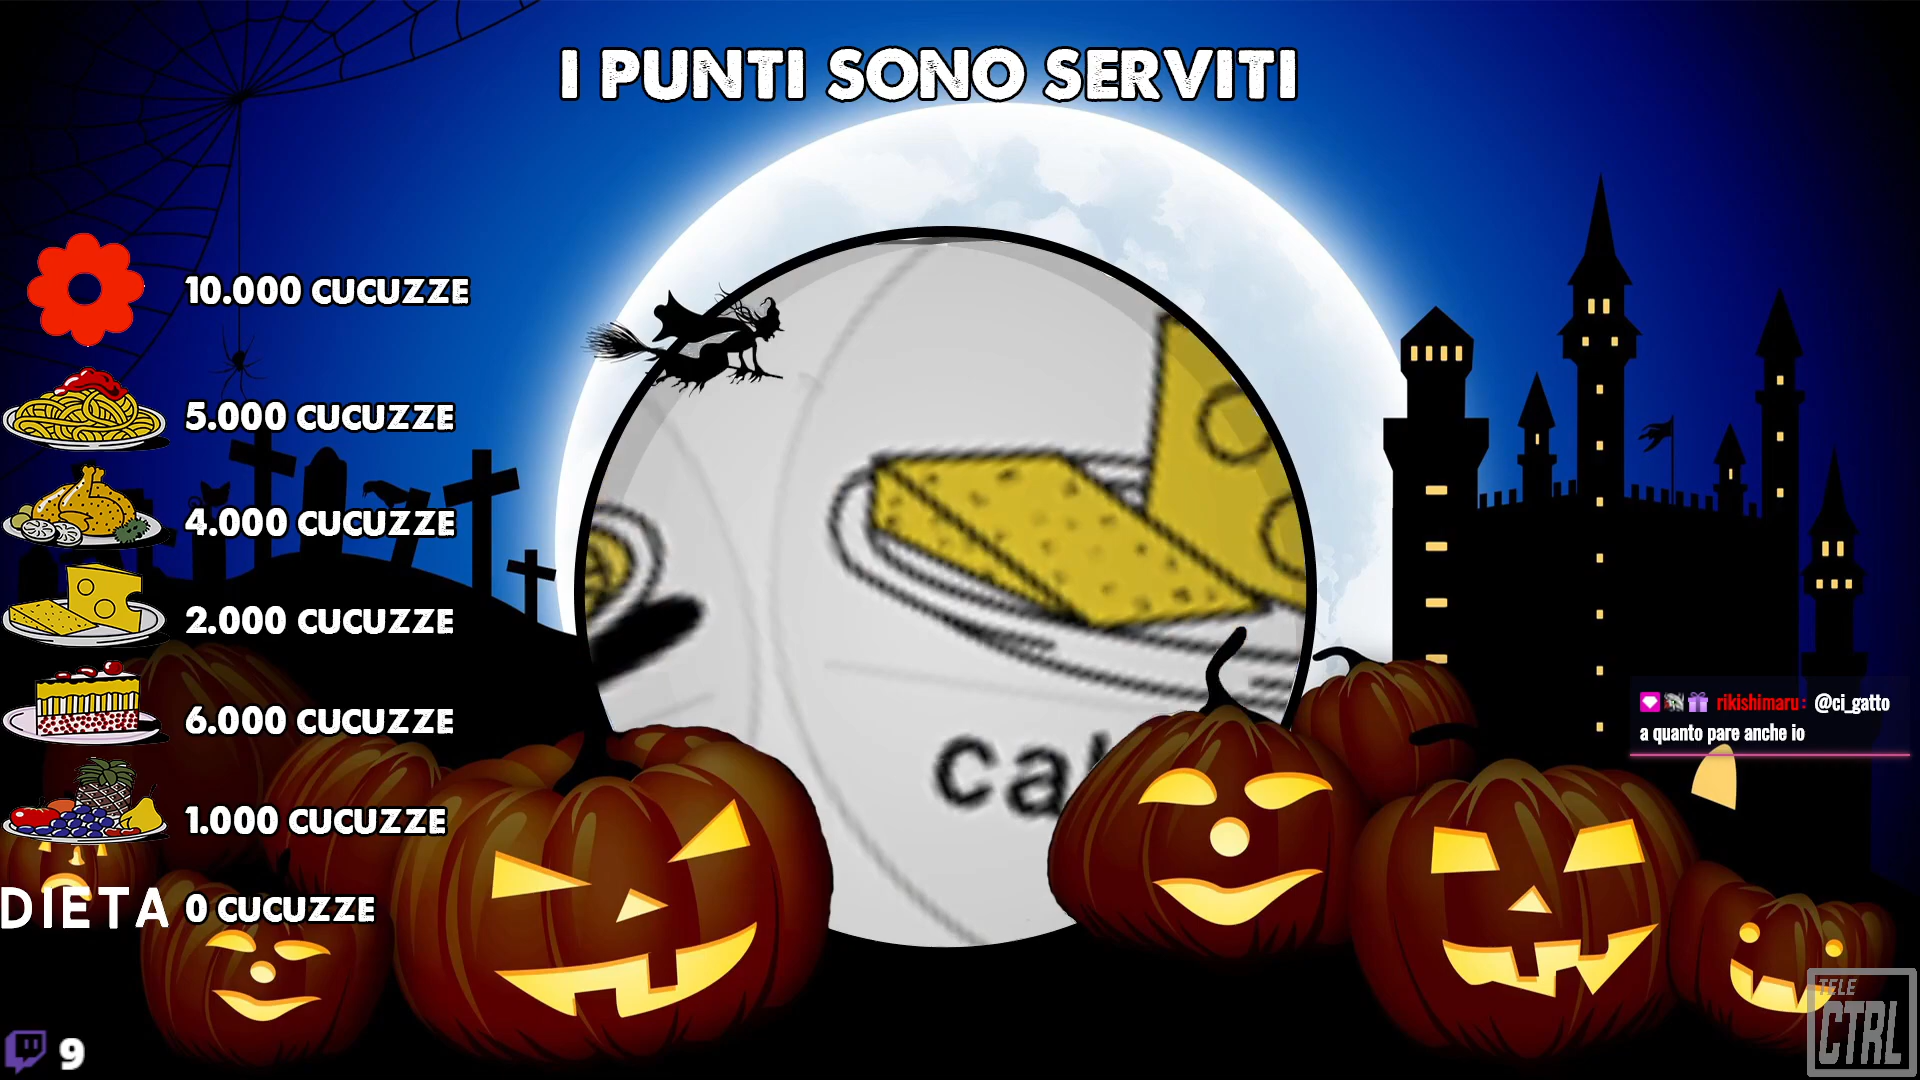 I PUNTI SONO SERVITI
10.000 CUCUZZE
5.000 CUCUZZE
4.000 CUCUZZE
2.000 CUCUZZE
6.000 CUCUZZE
1.000 CUCUZZE
DIETA 0 CUCUZZE
cal
rikishimaru: @ci_gatto
a quanto pare anche io
9
TELE
CTRL